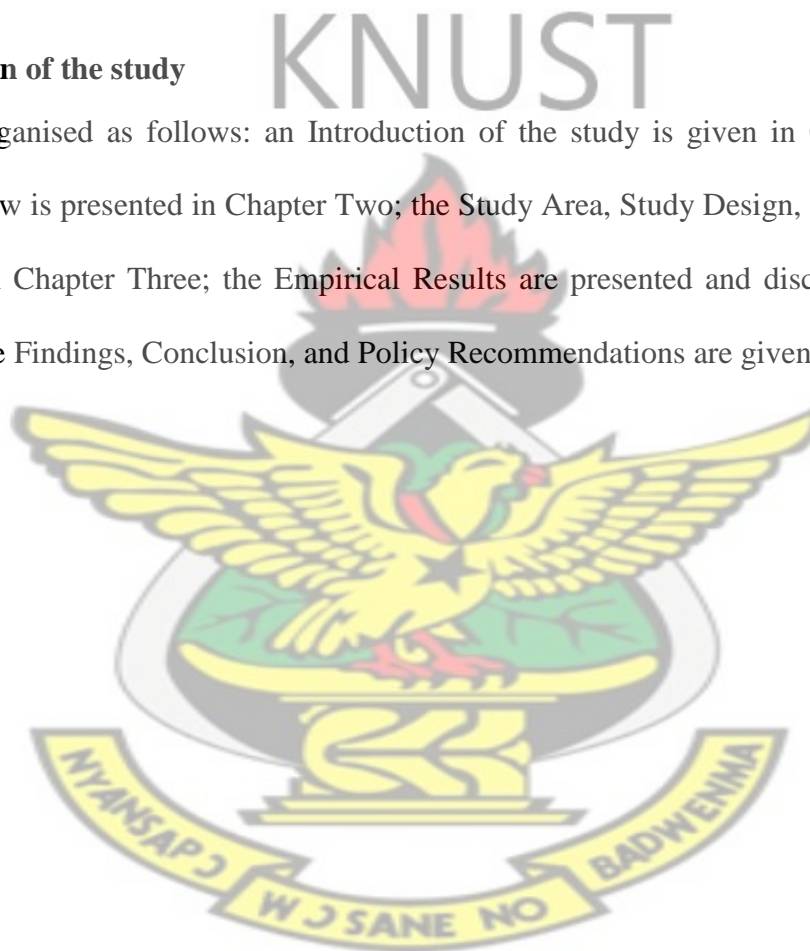 KNUST
n of the study
ganised as follows: an Introduction of the study is given in
w is presented in Chapter Two; the Study Area, Study Design,
Chapter Three; the Empirical Results are presented and disc
e Findings, Conclusion, and Policy Recommendations are given
NYANSAPƆ WƆSANE NO BADWENMA